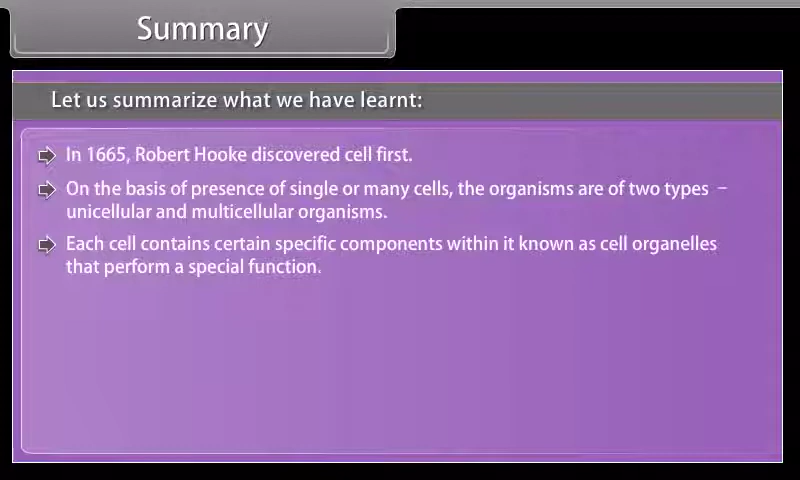 Summary
Let us summarize what we have learnt:
In 1665, Robert Hooke discovered cell first.
On the basis of presence of single or many cells, the organisms are of two types –
unicellular and multicellular organisms.
Each cell contains certain specific components within it known as cell organelles
that perform a special function.